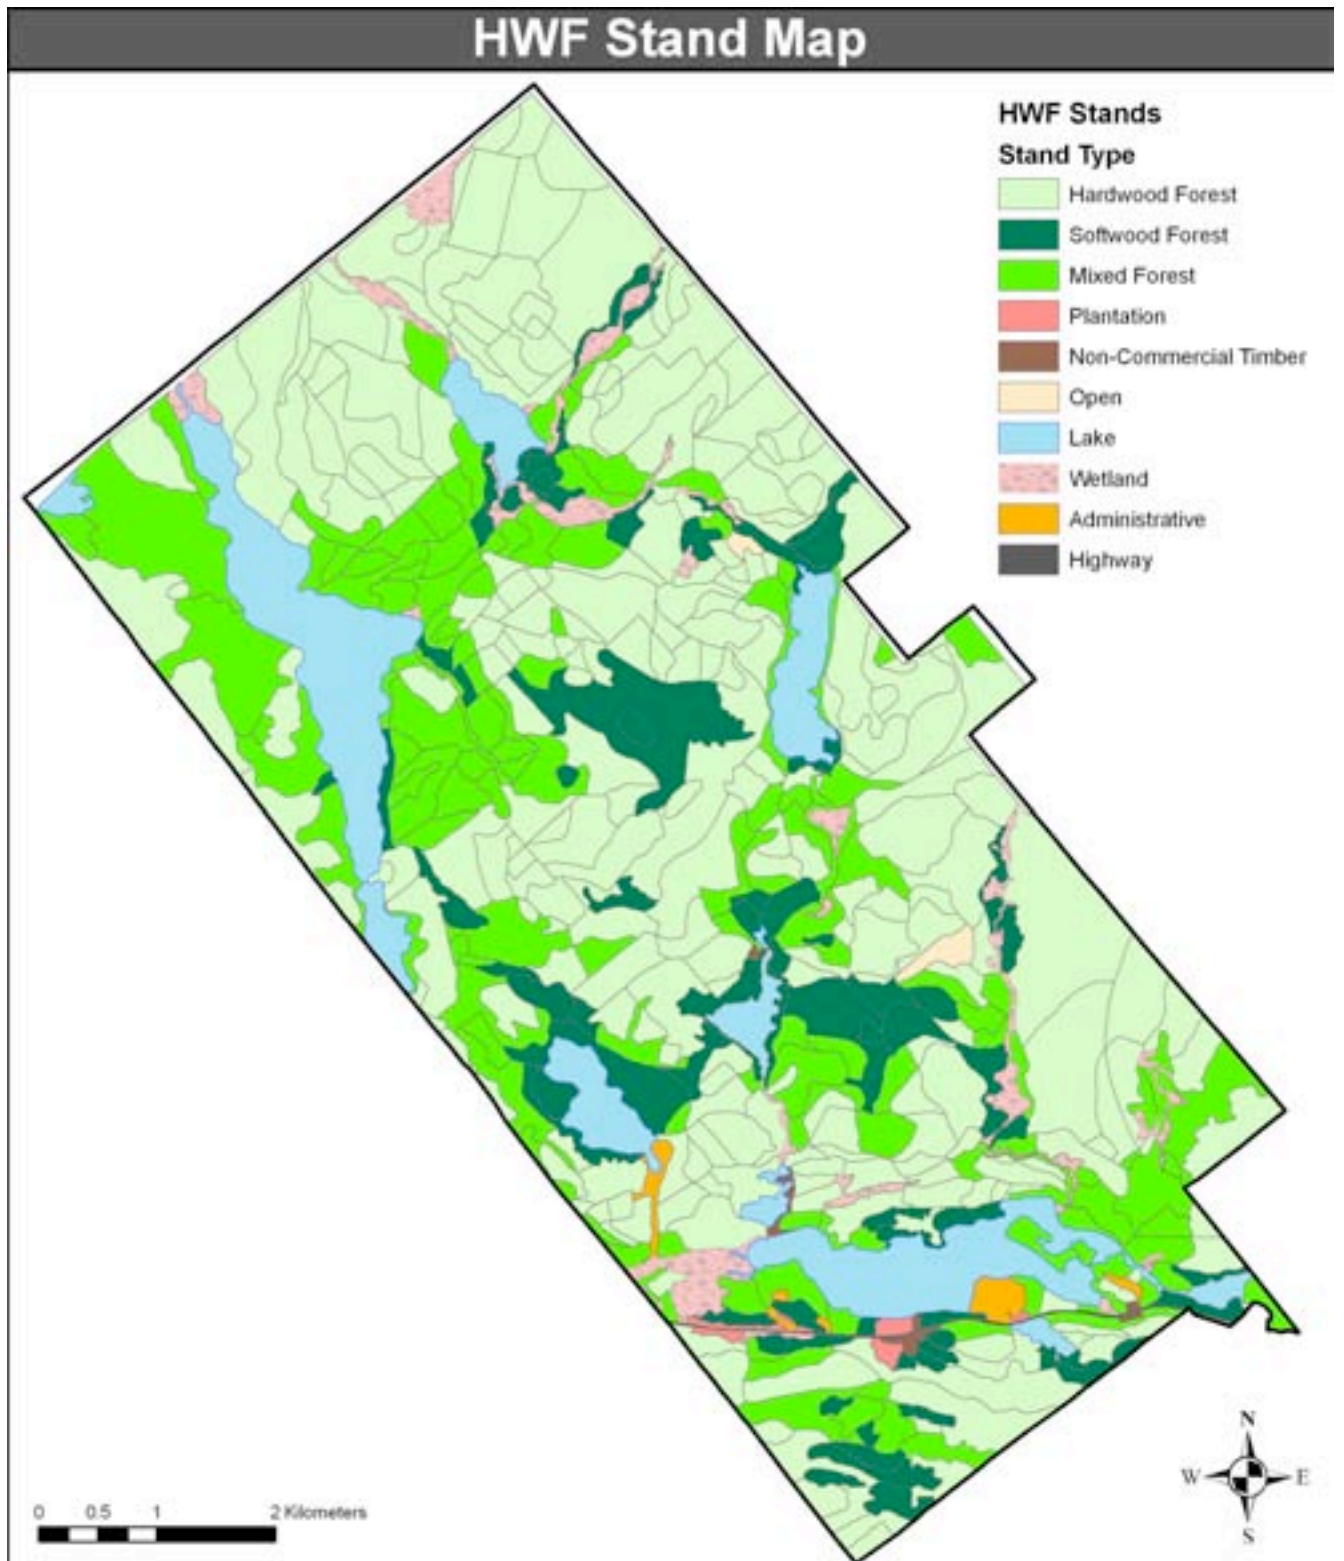 HWF Stand Map
HWF Stands
Stand Type
Hardwood Forest
Softwood Forest
Mixed Forest
Plantation
Non-Commercial Timber
Open
Lake
Wetland
Administrative
Highway
N
W E
S
0 0.5 1 2 Kilometers